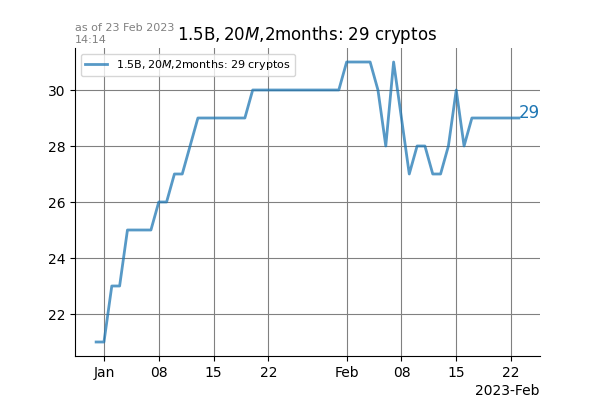 as of 23 Feb 2023
14:14
1.5B, 20M,2months: 29 cryptos
1.5B, 20M,2months: 29 cryptos
29
30
28
26
24
22
Jan
08
15
22
Feb
08
15
22
2023-Feb